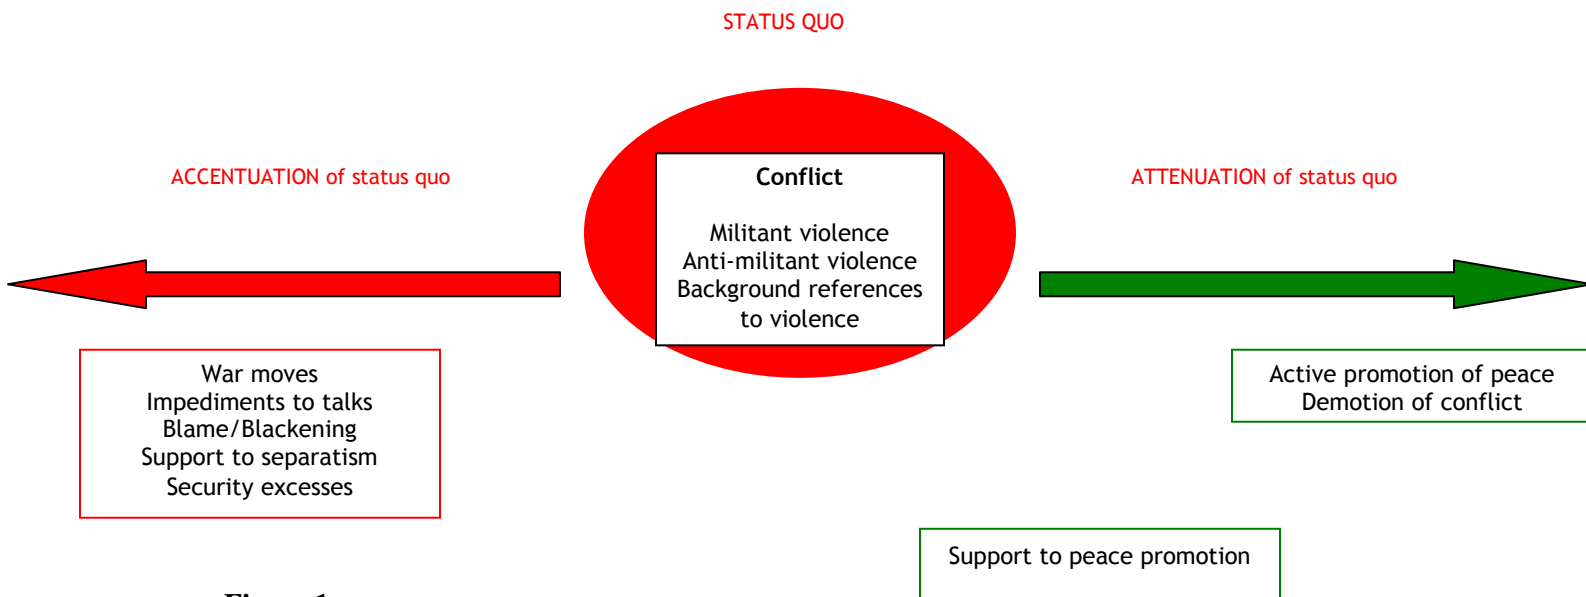 STATUS QUO
ACCENTUATION of status quo
Conflict
ATTENUATION of status quo
Militant violence
Anti-militant violence
Background references
to violence
War moves
Impediments to talks
Blame/Blackening
Support to separatism
Security excesses
Active promotion of peace
Demotion of conflict
Support to peace promotion